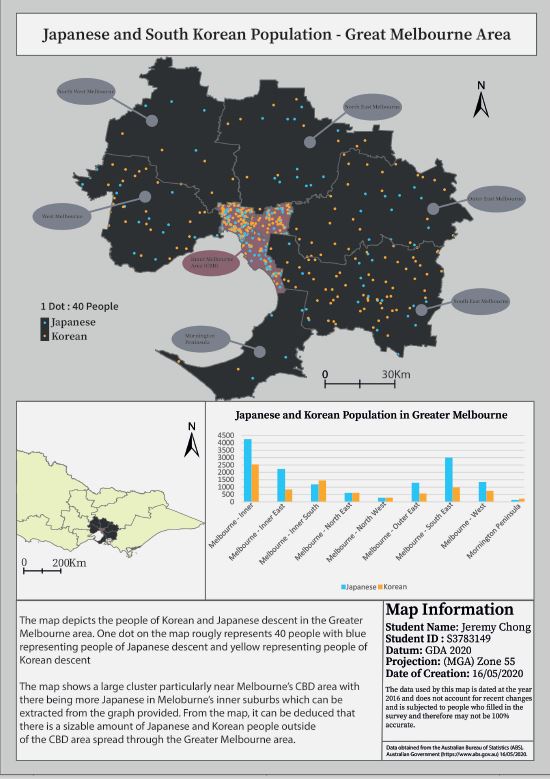 Japanese and South Korean Population - Great Melbourne Area
North West Melbourne
North East Melbourne
N
West Melbourne
Outer East Melbourne
Inner Melbourne
Area (CBD)
South East Melbourne
Mornington
Peninsula
1 Dot : 40 People
Japanese
Korean
0 30Km
N
0 200Km
Japanese and Korean Population in Greater Melbourne
4500
4000
3500
3000
2500
2000
1500
1000
500
0
Melbourne - Inner
Melbourne - Inner East
Melbourne - Inner South
Melbourne - North East
Melbourne - North West
Melbourne - Outer East
Melbourne - South East
Melbourne - West
Mornington Peninsula
Japanese Korean
The map depicts the people of Korean and Japanese descent in the Greater
Melbourne area. One dot on the map rougly represents 40 people with blue
representing people of Japanese descent and yellow representing people of
Korean descent
The map shows a large cluster particularly near Melbourne's CBD area with
there being more Japanese in Meloburne's inner suburbs which can be
extracted from the graph provided. From the map, it can be deduced that
there is a sizable amount of Japanese and Korean people outside
of the CBD area spread through the Greater Melbourne area.
Map Information
Student Name: Jeremy Chong
Student ID : S3783149
Datum: GDA 2020
Projection: (MGA) Zone 55
Date of Creation: 16/05/2020
The data used by this map is dated at the year
2016 and does not account for recent changes
and is subjected to people who filled in the
survey and therefore may not be 100%
accurate.
Data obtained from the Australian Bureau of Statistics (ABS),
Australian Government (https://www.abs.gov.au) 16/05/2020.